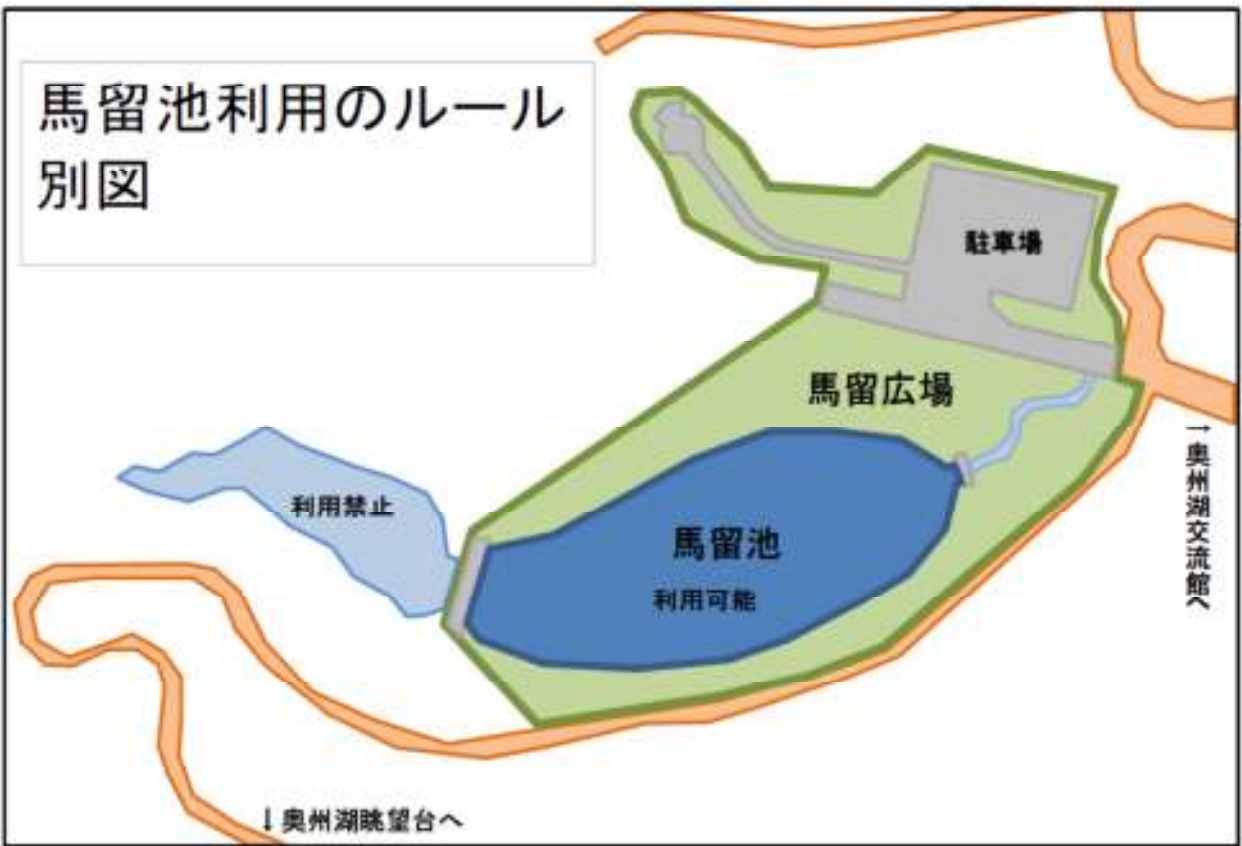 馬留池利用のルール
別図
駐車場
馬留広場
→奥州湖交流館へ
利用禁止
馬留池
利用可能
↓奥州湖眺望台へ